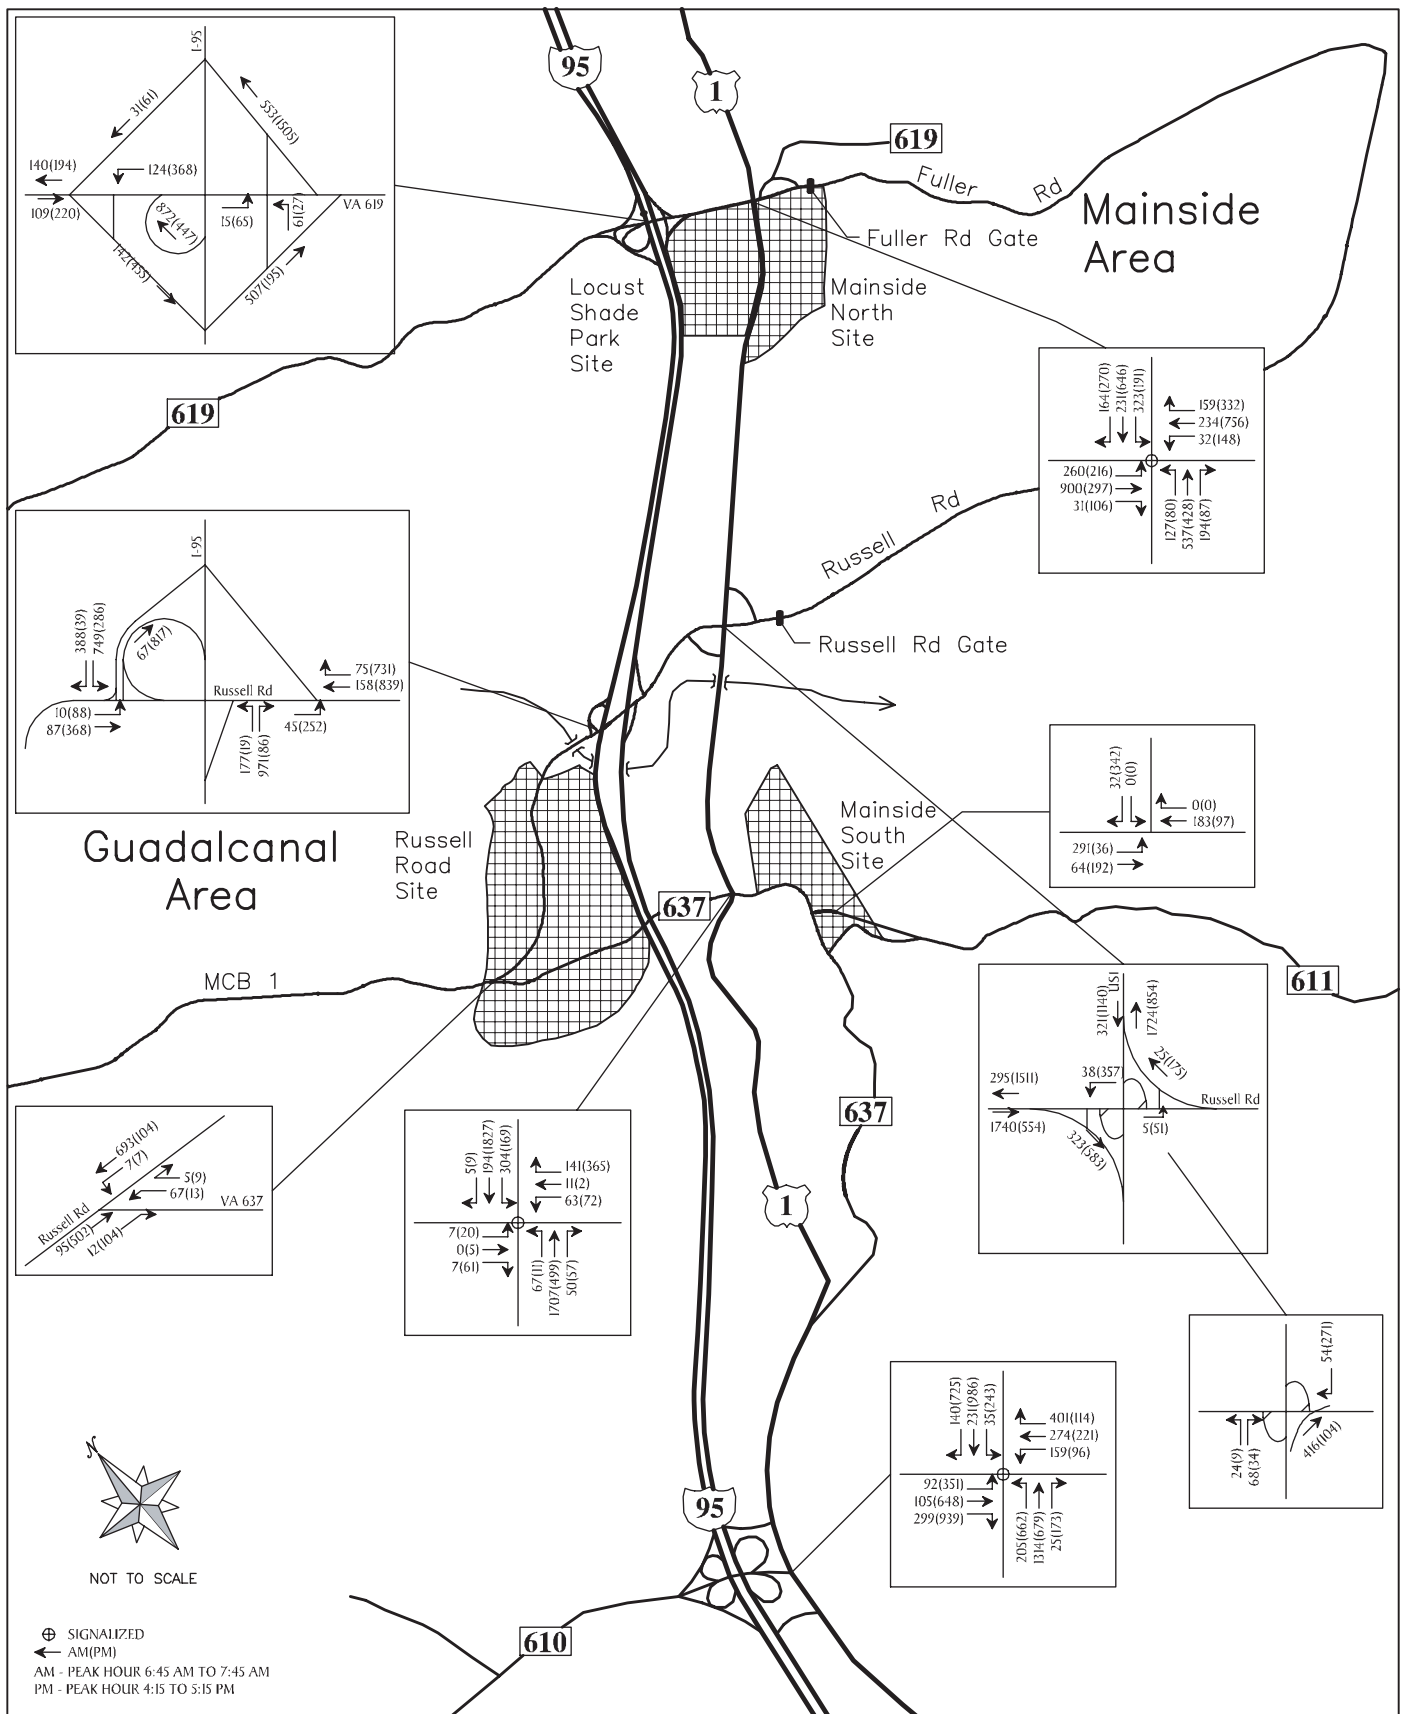 I-95
31(61)
553(1505)
140(194)
124(368)
109(220)
872(447)
15(65)
61(27)
VA 619
142(455)
507(195)
95
1
619
Fuller Rd
Mainside
Area
Fuller Rd Gate
Locust
Shade
Park
Site
Mainside
North
Site
619
164(270)
231(646)
323(191)
159(332)
234(756)
32(148)
260(216)
900(297)
31(106)
127(80)
537(428)
194(87)
Russell Rd
Russell Rd Gate
I-95
388(39)
749(286)
67(817)
75(731)
158(839)
Russell Rd
10(88)
87(368)
45(252)
177(19)
971(86)
Guadalcanal
Area
Russell
Road
Site
Mainside
South
Site
32(342)
0(0)
0(0)
183(97)
291(36)
64(192)
637
MCB 1
611
US1
321(1140)
1724(854)
25(175)
38(357)
295(1511)
Russell Rd
1740(554)
5(51)
323(583)
693(104)
7(7)
5(9)
67(13)
VA 637
Russell Rd
95(502)
12(104)
5(9)
194(1827)
304(169)
141(365)
11(2)
63(72)
7(20)
0(5)
7(61)
67(11)
1707(499)
50(57)
637
1
54(271)
24(9)
68(34)
416(104)
140(725)
231(986)
35(243)
401(114)
274(221)
159(96)
92(351)
105(648)
299(939)
205(662)
1314(679)
25(173)
N
NOT TO SCALE
95
610
SIGNALIZED
AM(PM)
AM - PEAK HOUR 6:45 AM TO 7:45 AM
PM - PEAK HOUR 4:15 TO 5:15 PM